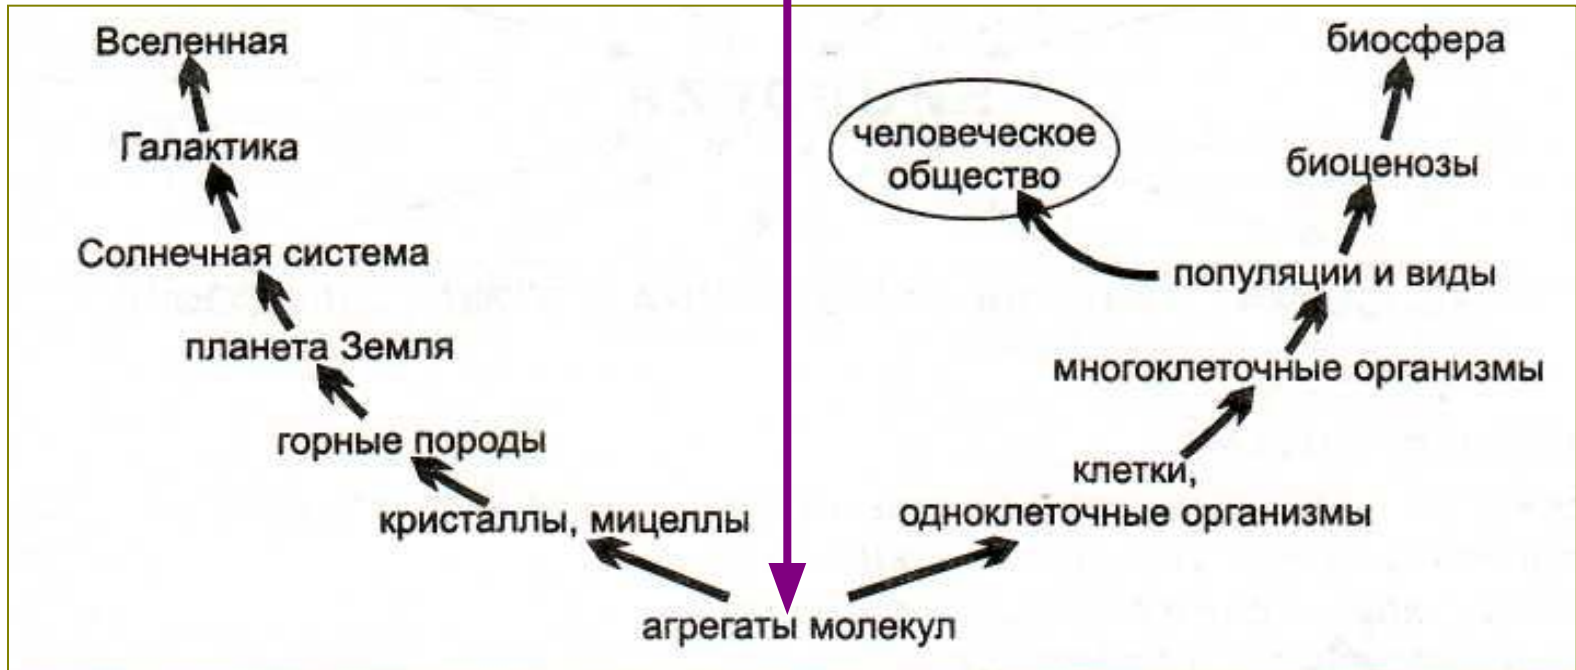 Вселенная
Галактика
Солнечная система
планета Земля
горные породы
кристаллы, мицеллы
агрегаты молекул
биосфера
человеческое
общество
биоценозы
популяции и виды
многоклеточные организмы
клетки,
одноклеточные организмы